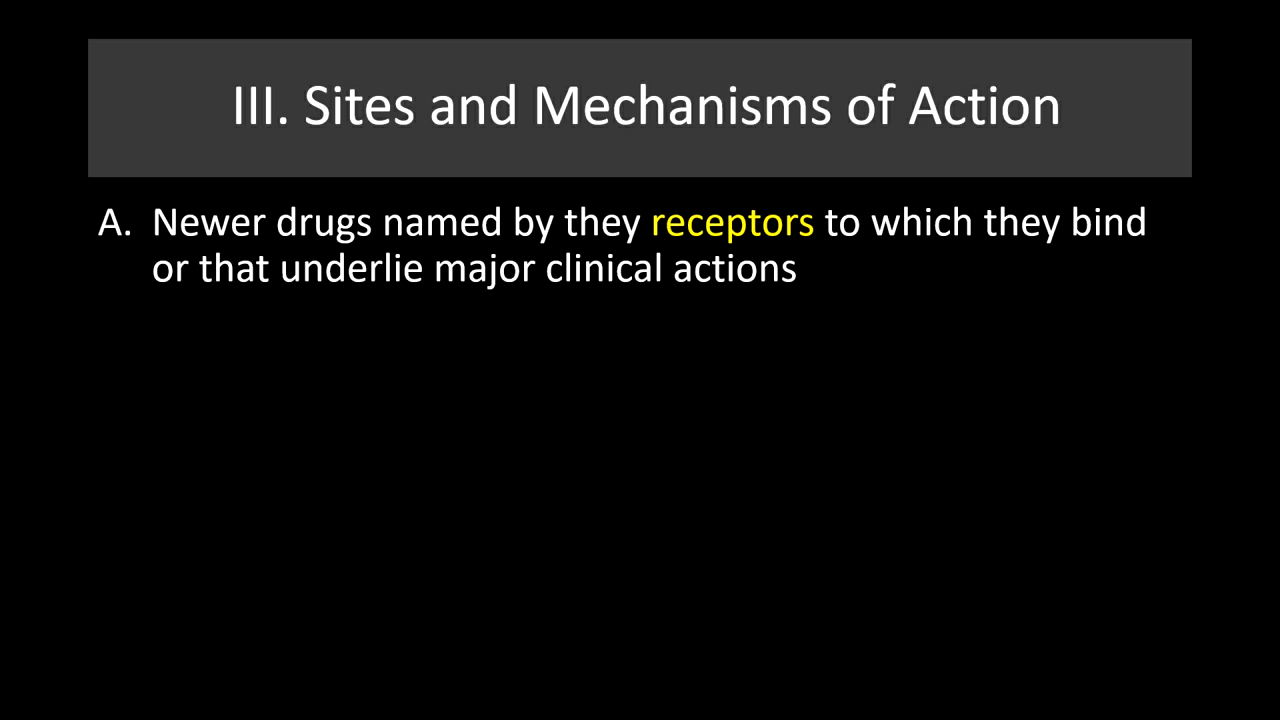 III. Sites and Mechanisms of Action
A. Newer drugs named by they receptors to which they bind
or that underlie major clinical actions